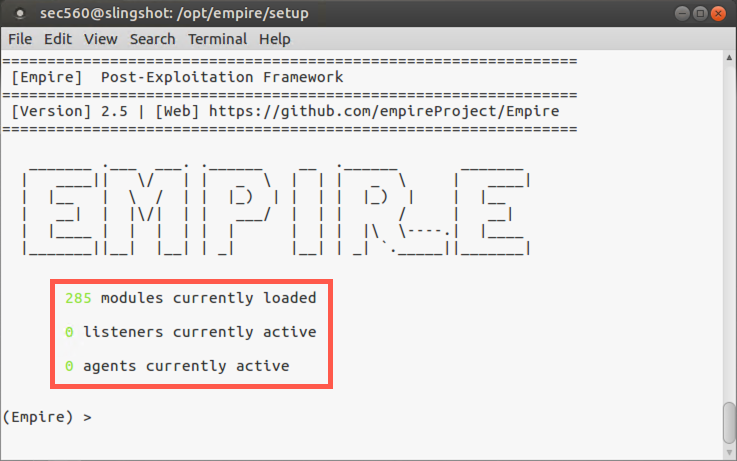 sec560@slingshot: /opt/empire/setup
File Edit View Search Terminal Help
================================================================
[Empire]  Post-Exploitation Framework
================================================================
[Version] 2.5 | [Web] https://github.com/empireProject/Empire
================================================================
EMPIRE
285 modules currently loaded
0 listeners currently active
0 agents currently active
(Empire) >